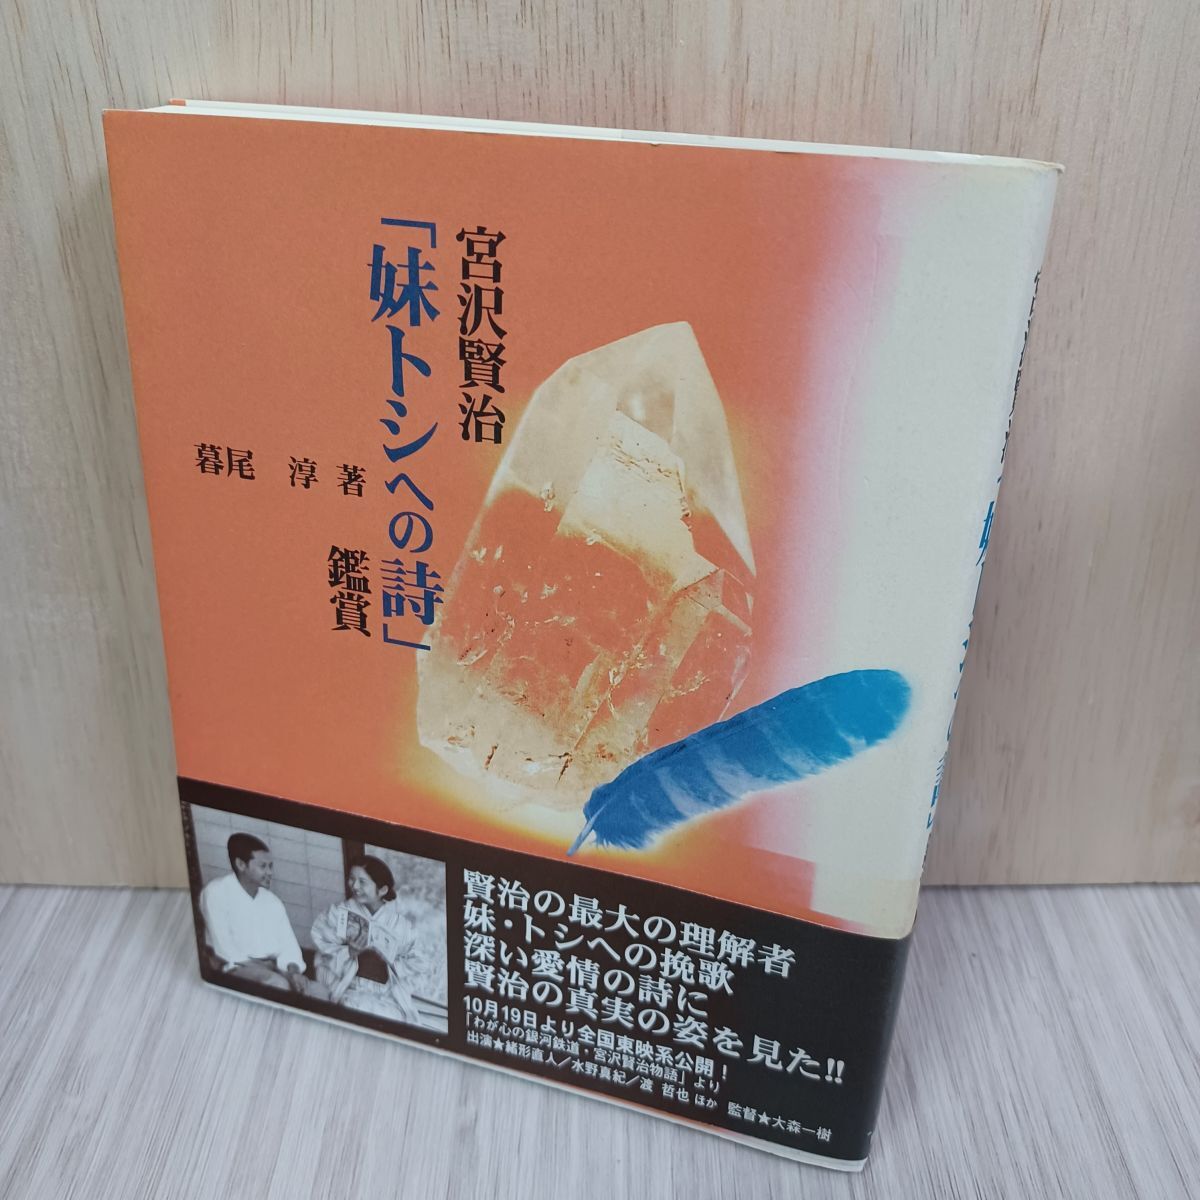 宮沢賢治
「妹トシへの詩」
鑑賞
暮尾 淳 著
賢治の最大の理解者
妹・トシへの挽歌
深い愛情の詩に
賢治の真実の姿を見た!!
10月19日より全国東映系公開!
「わが心の銀河鉄道・宮沢賢治物語」より
出演★緒形直人/水野真紀/渡 哲也 ほか 監督★大森一樹